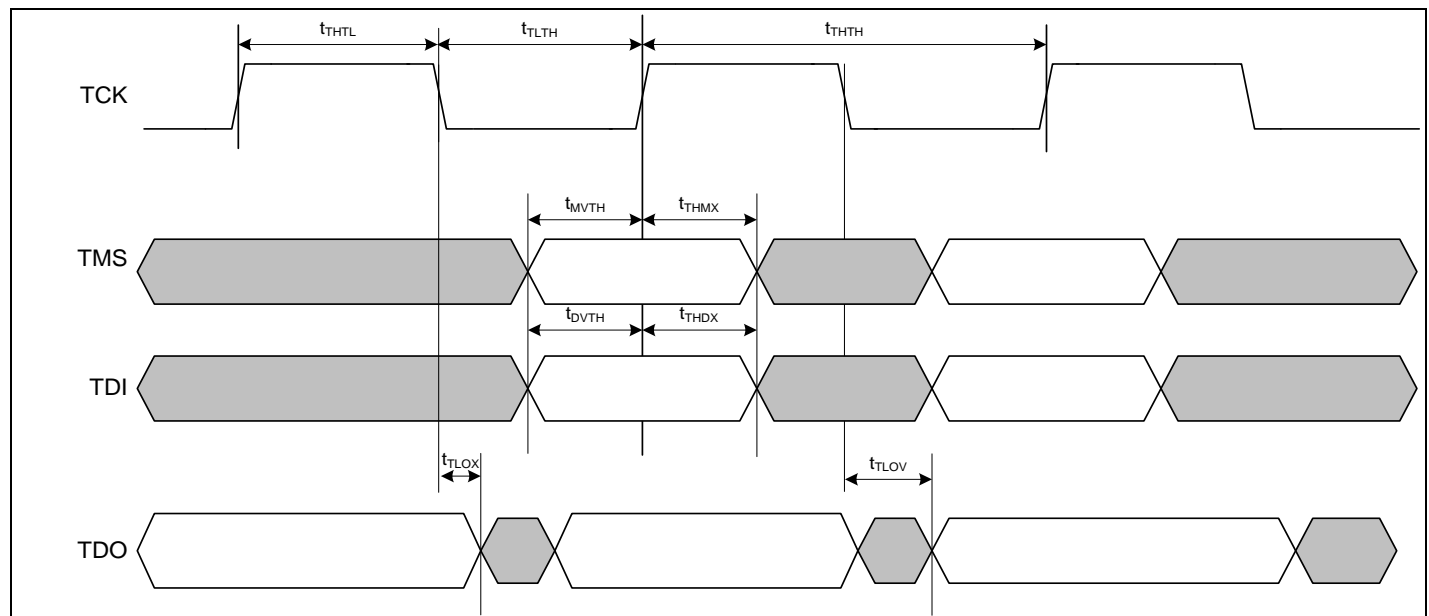 tTHTL tTLTH tTHTH
TCK
tMVTH tTHMX
TMS
tDVTH tTHDX
TDI
tTLOX tTLOV
TDO